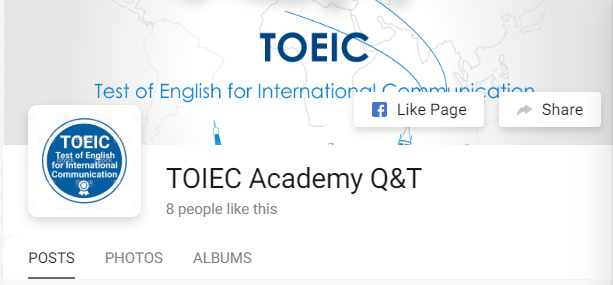 TOEIC
Test of English for International Communication
Like Page
Share
TOEIC
Test of English
for International
Communication
TOIEC Academy Q&T
8 people like this
POSTS PHOTOS ALBUMS